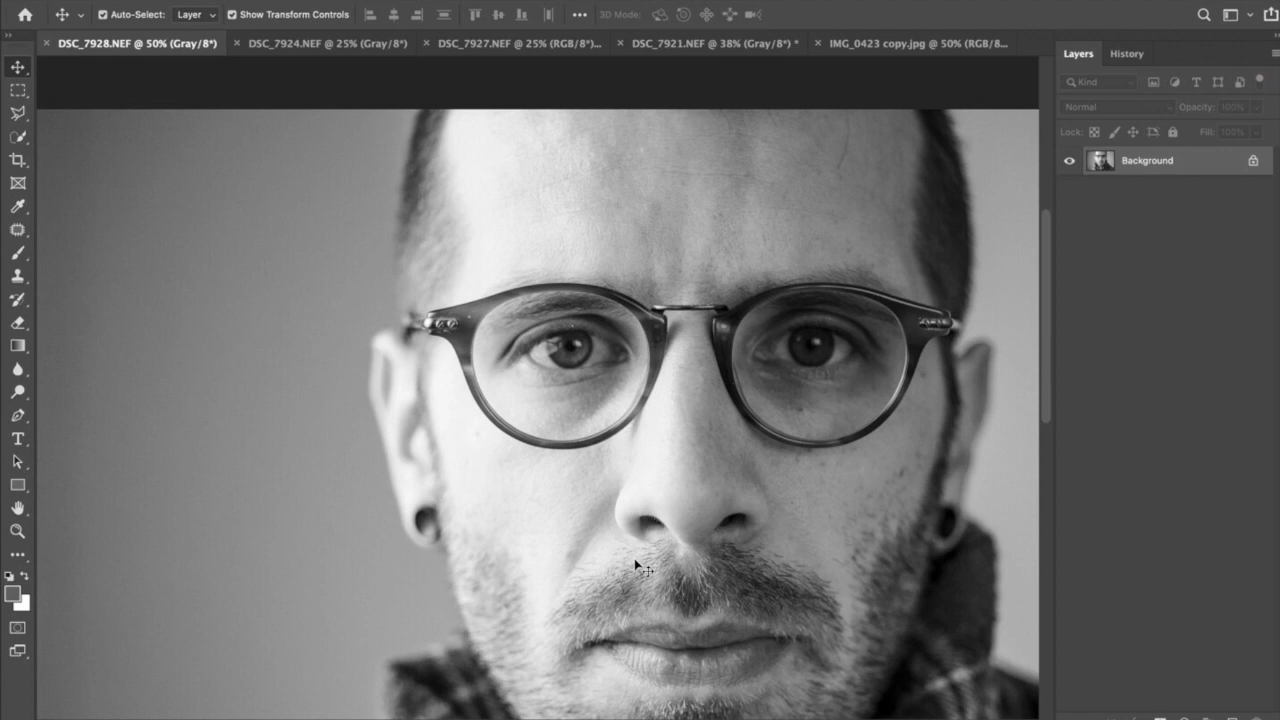 Auto-Select: Layer Show Transform Controls 3D Mode:
DSC_7928.NEF @ 50% (Gray/8*) DSC_7924.NEF @ 25% (Gray/8*) DSC_7927.NEF @ 25% (RGB/8*)... DSC_7921.NEF @ 38% (Gray/8*) * IMG_0423 copy.jpg @ 50% (RGB/8...
Layers History
Kind
Normal Opacity: 100%
Lock: Fill: 100%
Background